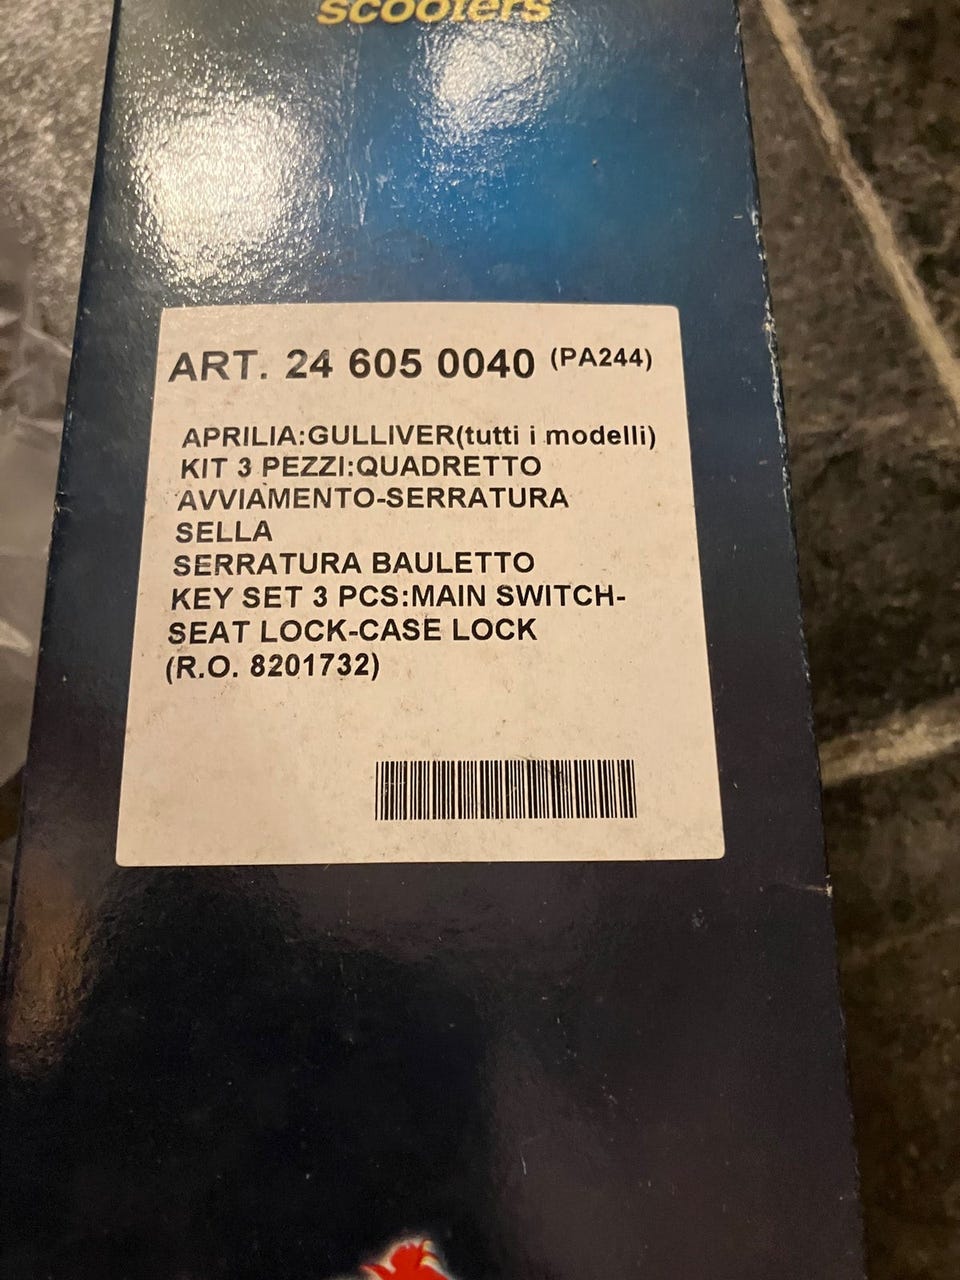 scooters
ART. 24 605 0040 (PA244)
APRILIA:GULLIVER(tutti i modelli)
KIT 3 PEZZI:QUADRETTO
AVVIAMENTO-SERRATURA
SELLA
SERRATURA BAULETTO
KEY SET 3 PCS:MAIN SWITCH-
SEAT LOCK-CASE LOCK
(R.O. 8201732)